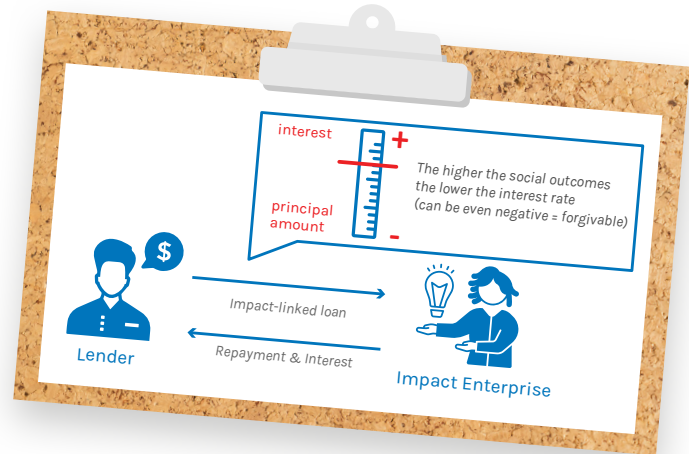 interest
+
The higher the social outcomes
the lower the interest rate
(can be even negative = forgivable)
principal
amount
-
$
Impact-linked loan
Repayment & Interest
Lender
Impact Enterprise